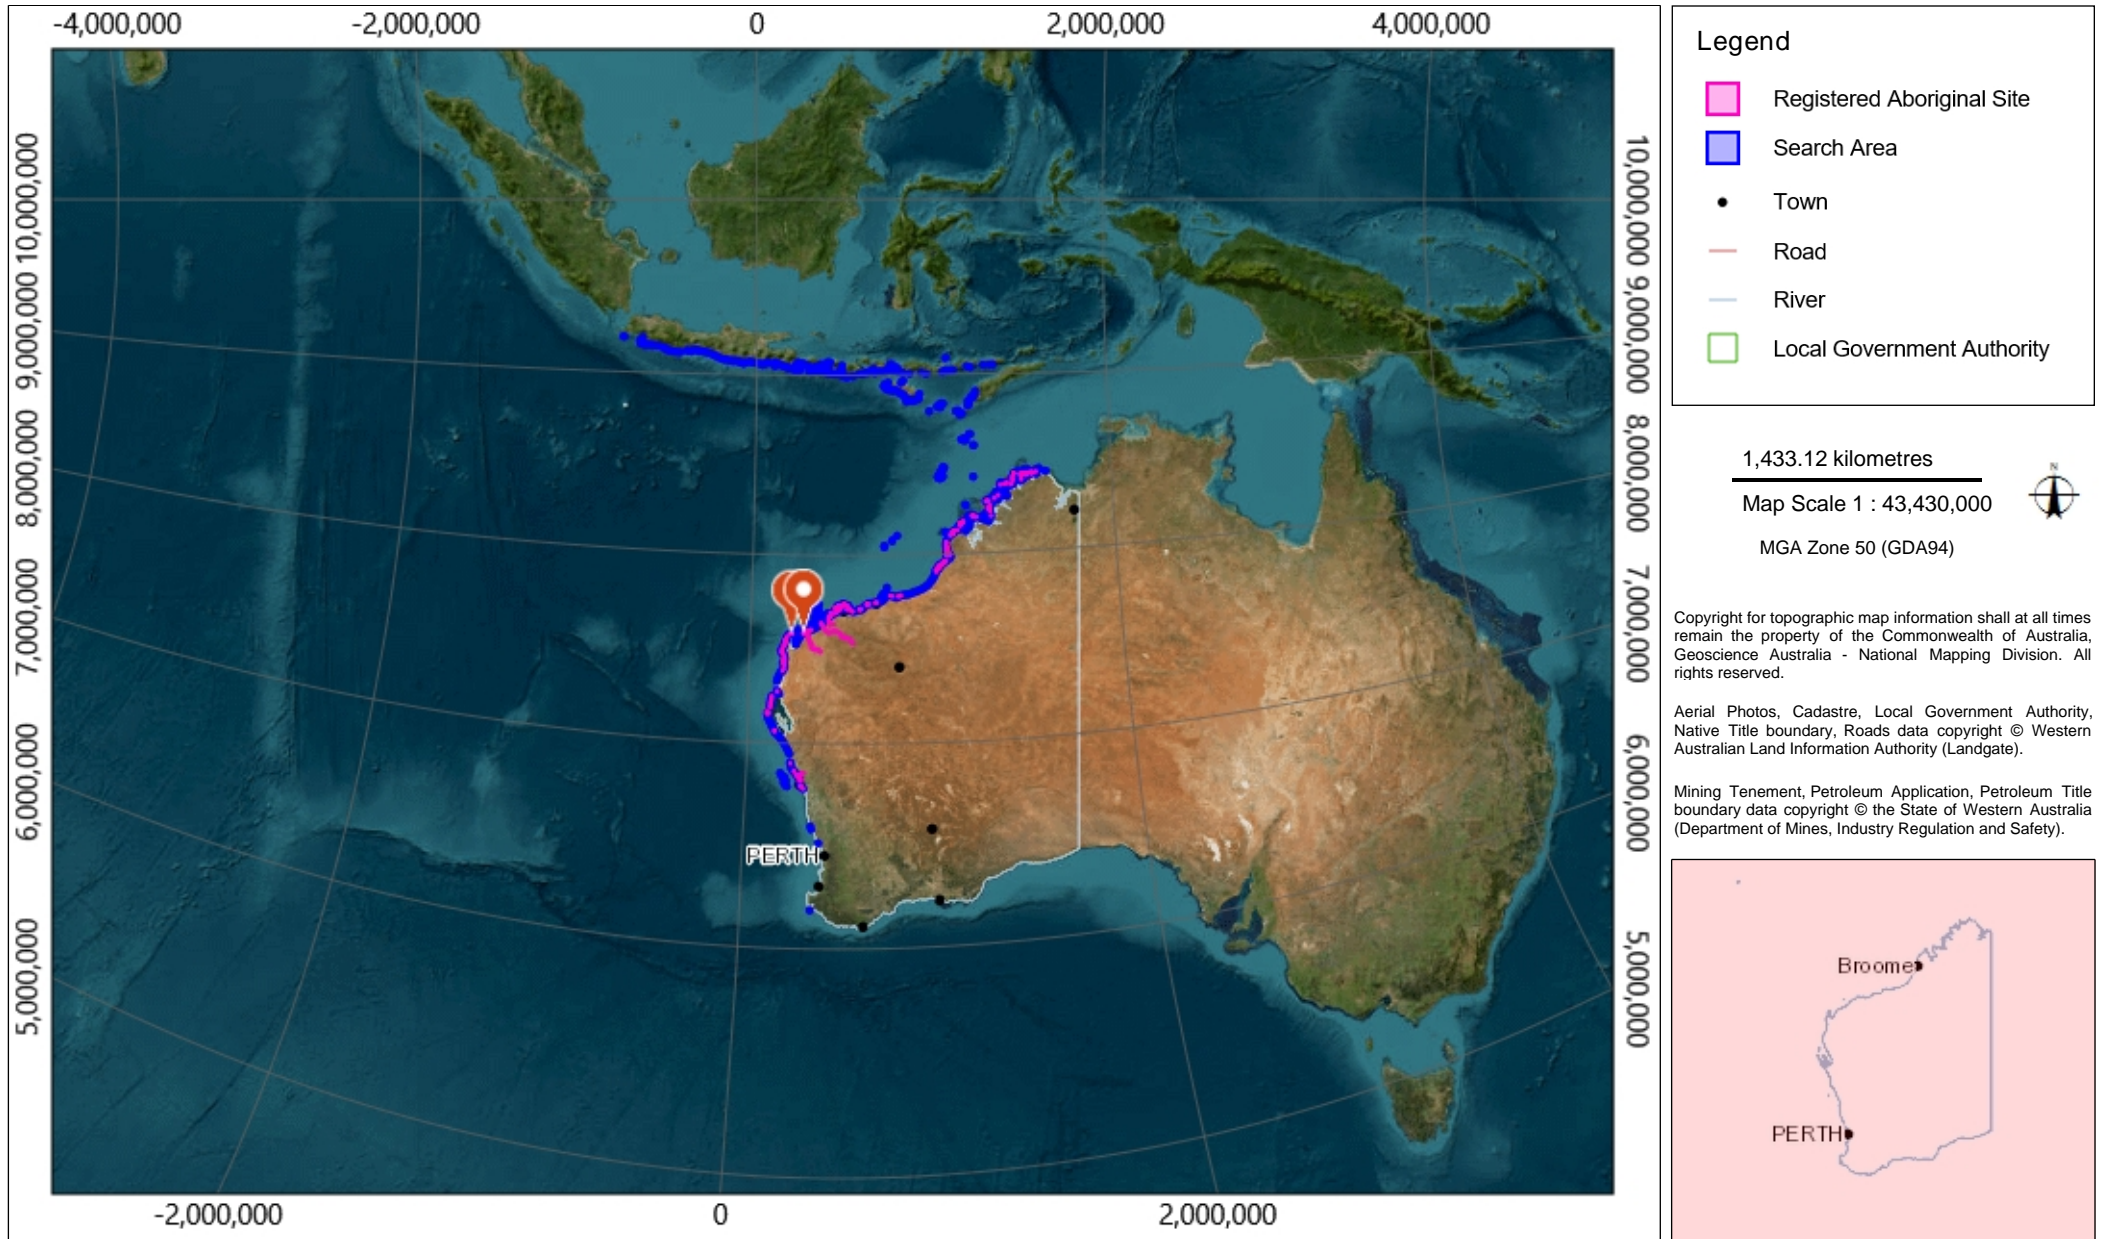 -4,000,000 -2,000,000 0 2,000,000 4,000,000
10,000,000
9,000,000
8,000,000
7,000,000
6,000,000
5,000,000
PERTH
10,000,000
9,000,000
8,000,000
7,000,000
6,000,000
5,000,000
-2,000,000 0 2,000,000
Legend
Registered Aboriginal Site
Search Area
Town
Road
River
Local Government Authority
1,433.12 kilometres
Map Scale 1 : 43,430,000
MGA Zone 50 (GDA94)
N
Copyright for topographic map information shall at all times
remain the property of the Commonwealth of Australia,
Geoscience Australia - National Mapping Division. All
rights reserved.
Aerial Photos, Cadastre, Local Government Authority,
Native Title boundary, Roads data copyright © Western
Australian Land Information Authority (Landgate).
Mining Tenement, Petroleum Application, Petroleum Title
boundary data copyright © the State of Western Australia
(Department of Mines, Industry Regulation and Safety).
Broome
PERTH